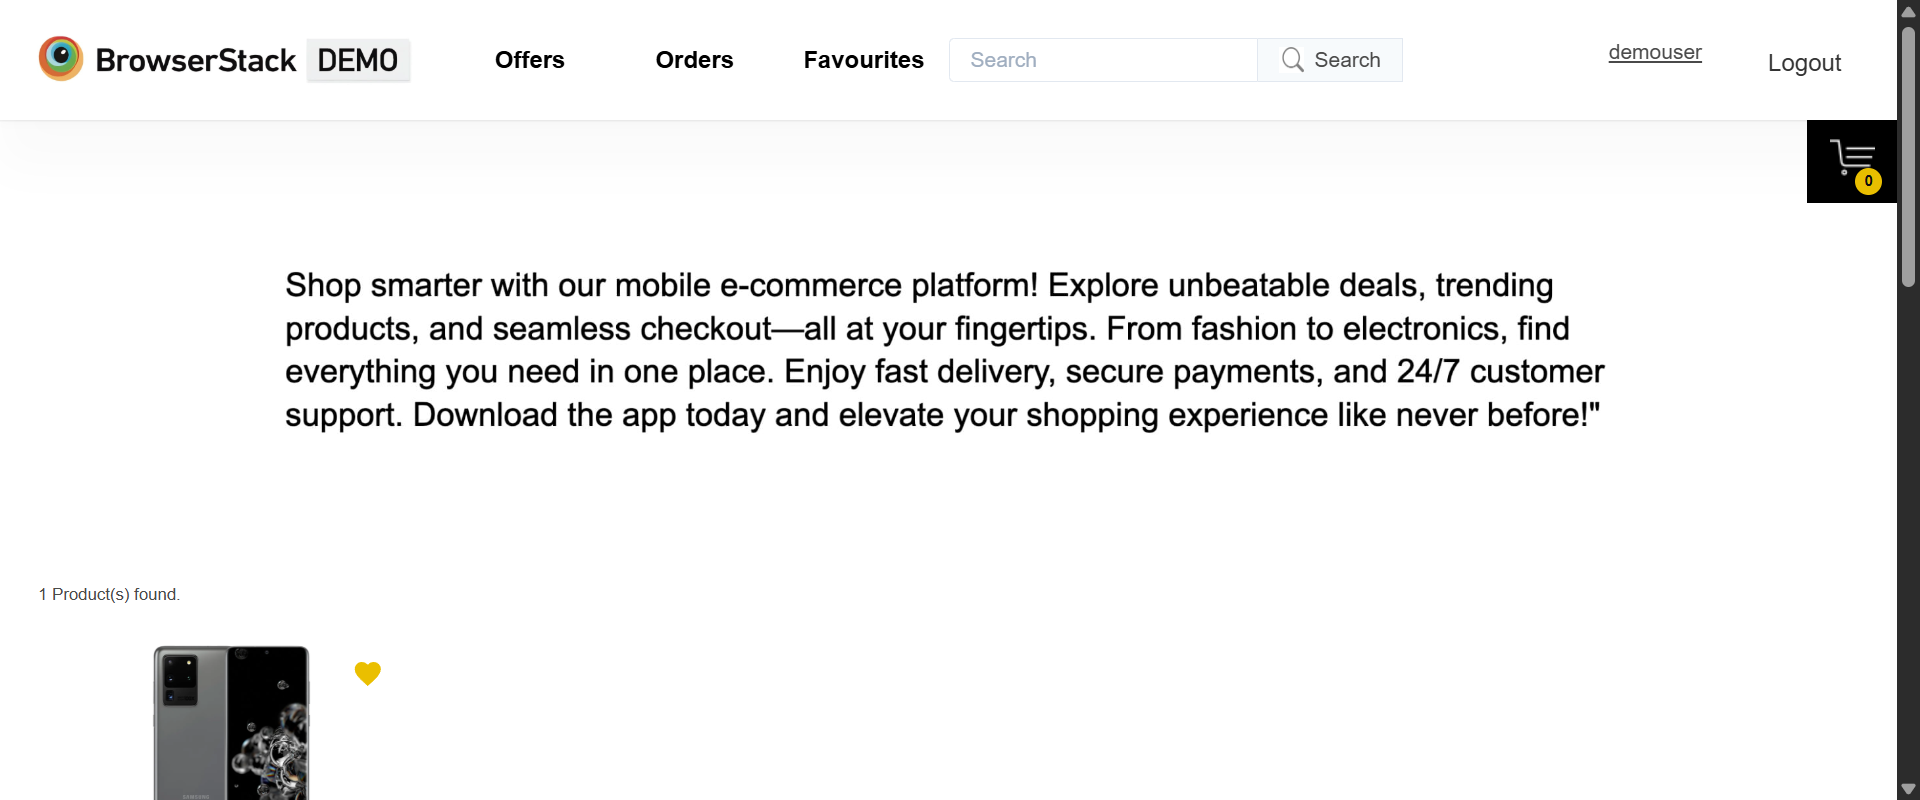 BrowserStack DEMO
Offers
Orders
Favourites
Search
Search
demouser
Logout
0
Shop smarter with our mobile e-commerce platform! Explore unbeatable deals, trending
products, and seamless checkout—all at your fingertips. From fashion to electronics, find
everything you need in one place. Enjoy fast delivery, secure payments, and 24/7 customer
support. Download the app today and elevate your shopping experience like never before!"
1 Product(s) found.
SAMSUNG